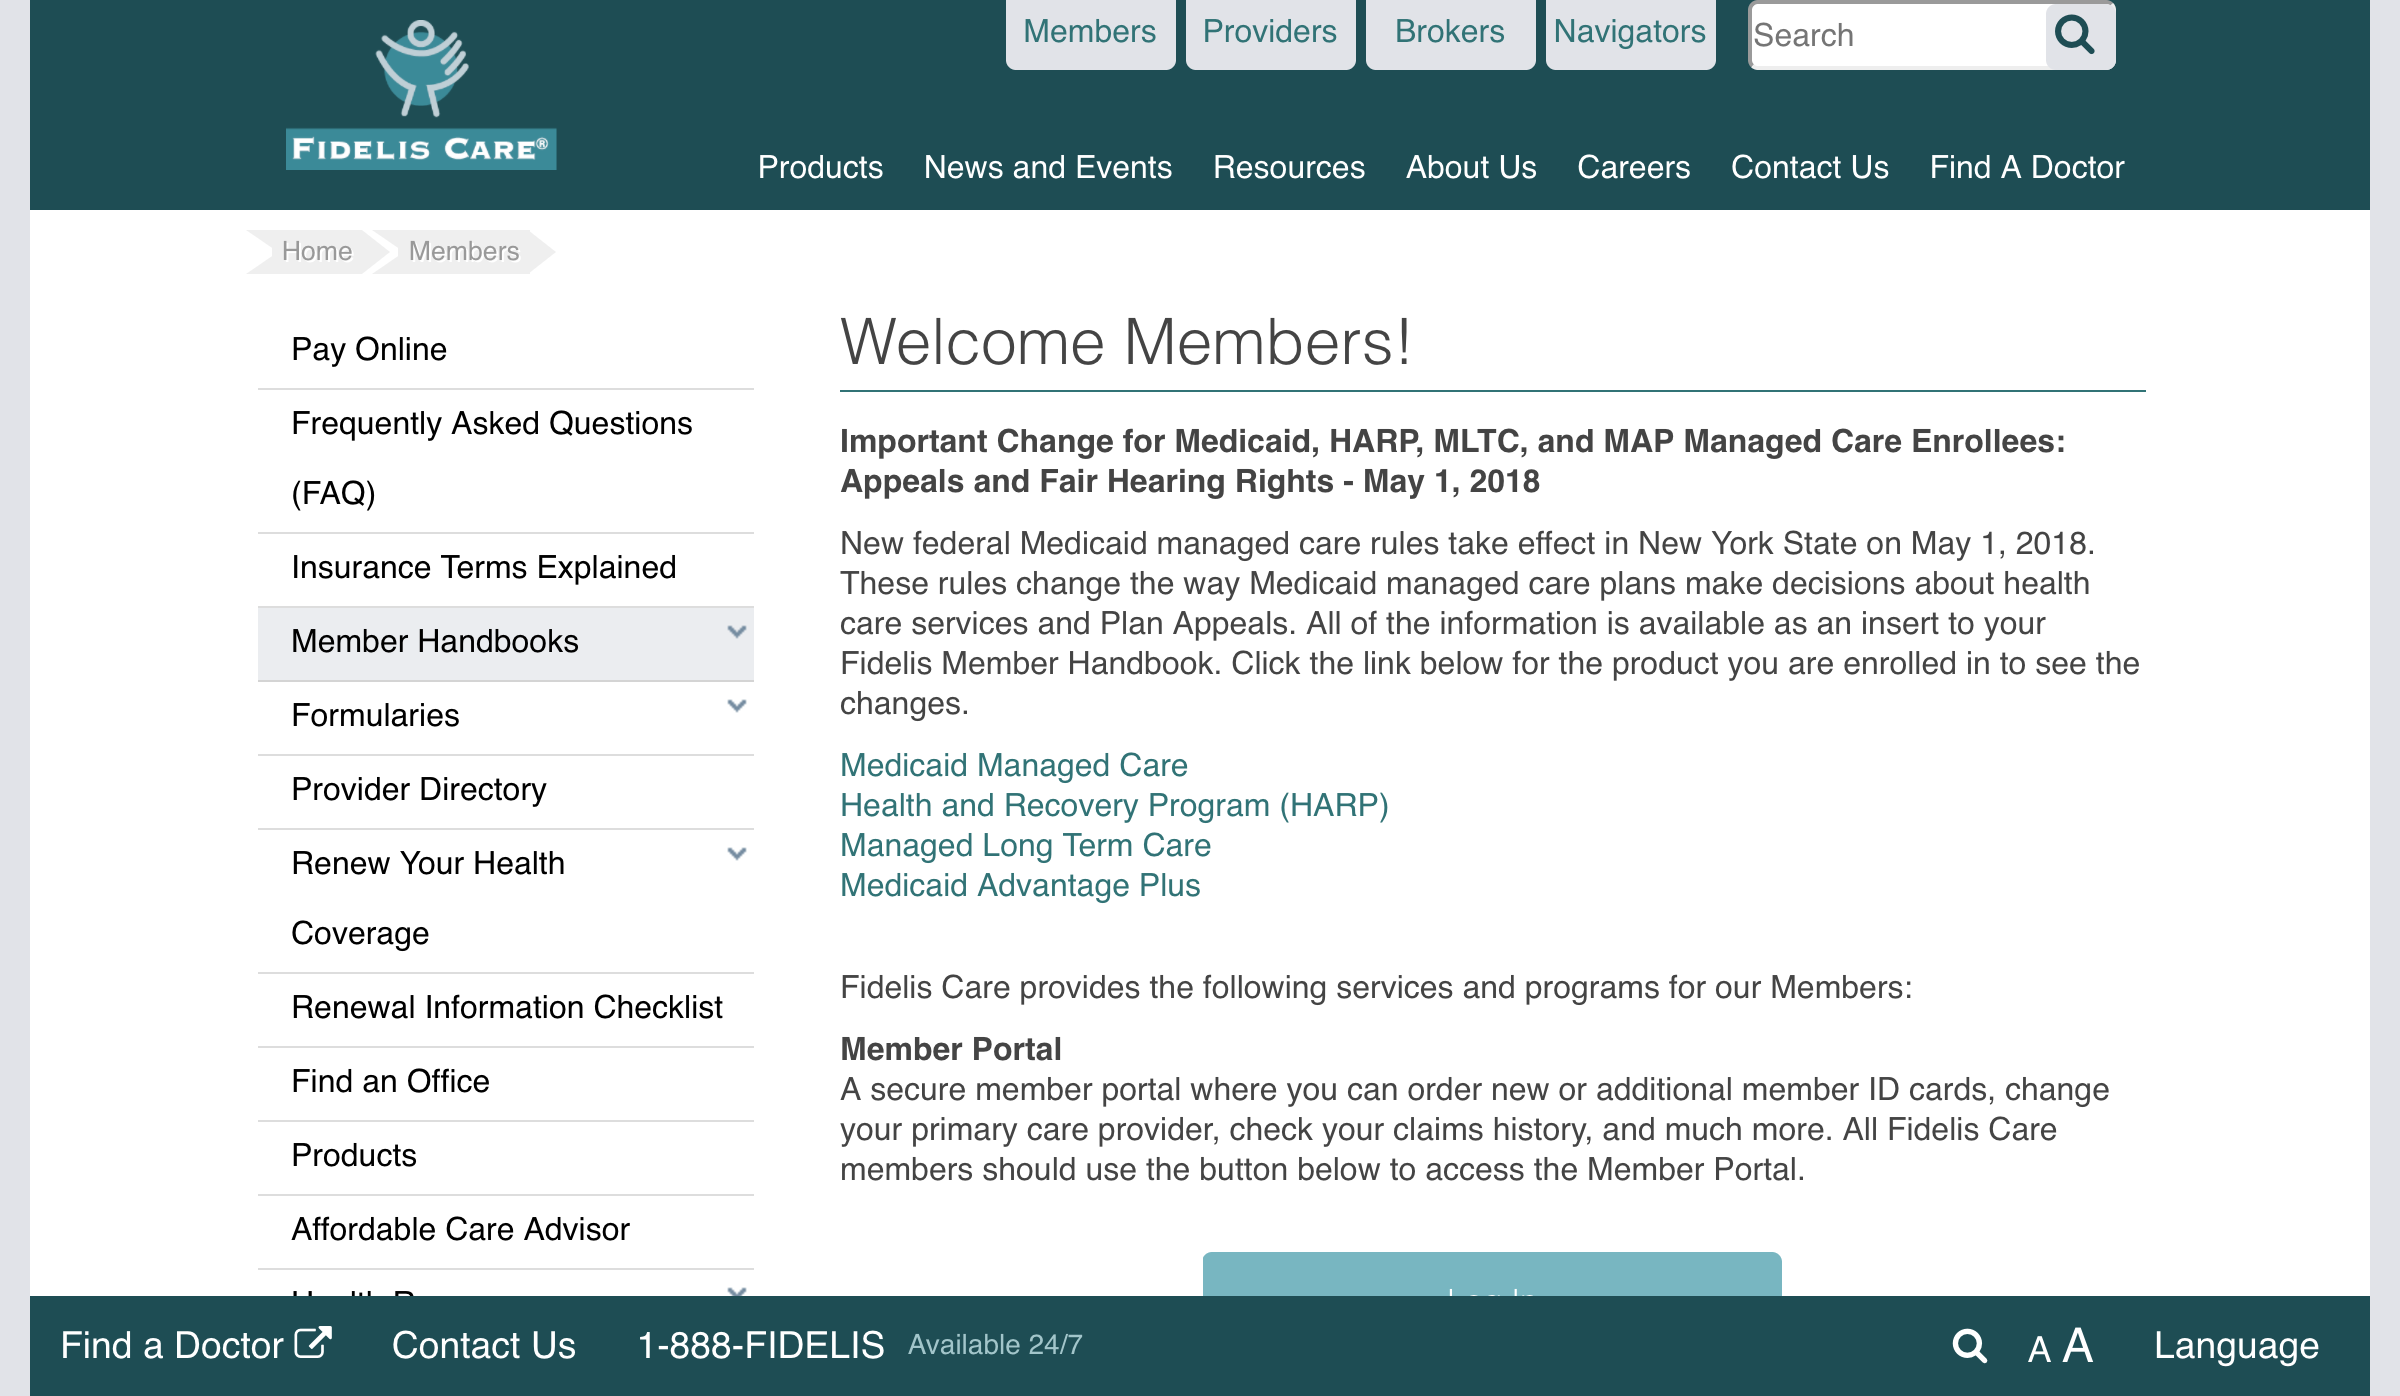 Members
Providers
Brokers
Navigators
Search
FIDELIS CARE®
Products
News and Events
Resources
About Us
Careers
Contact Us
Find A Doctor
Home
Members
Pay Online
Frequently Asked Questions
(FAQ)
Insurance Terms Explained
Member Handbooks
Formularies
Provider Directory
Renew Your Health
Coverage
Renewal Information Checklist
Find an Office
Products
Affordable Care Advisor
Welcome Members!
Important Change for Medicaid, HARP, MLTC, and MAP Managed Care Enrollees:
Appeals and Fair Hearing Rights - May 1, 2018
New federal Medicaid managed care rules take effect in New York State on May 1, 2018.
These rules change the way Medicaid managed care plans make decisions about health
care services and Plan Appeals. All of the information is available as an insert to your
Fidelis Member Handbook. Click the link below for the product you are enrolled in to see the
changes.
Medicaid Managed Care
Health and Recovery Program (HARP)
Managed Long Term Care
Medicaid Advantage Plus
Fidelis Care provides the following services and programs for our Members:
Member Portal
A secure member portal where you can order new or additional member ID cards, change
your primary care provider, check your claims history, and much more. All Fidelis Care
members should use the button below to access the Member Portal.
Log In
Find a Doctor
Contact Us
1-888-FIDELIS
Available 24/7
A A
Language